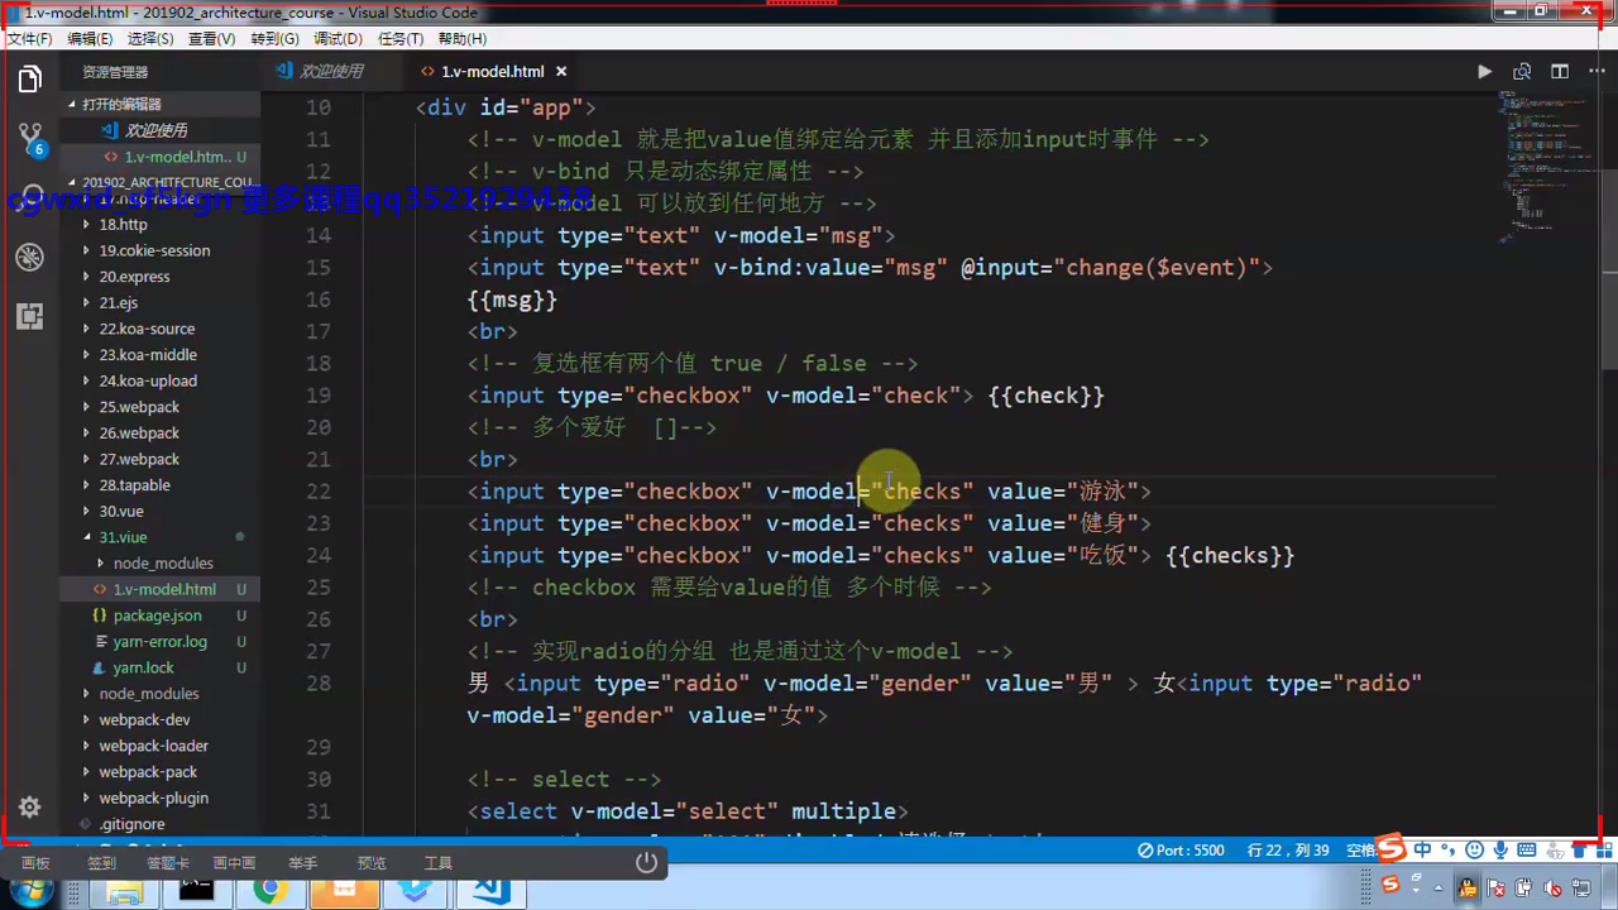 1.v-model.html - 201902_architecture_course - Visual Studio Code
文件(F) 编辑(E) 选择(S) 查看(V) 转到(G) 调试(D) 任务(T) 帮助(H)
资源管理器
欢迎使用
1.v-model.html
打开的编辑器
欢迎使用
1.v-model.htm.. U
6
201902_ARCHITECTURE_COU
cgwxid_sf5kgn 更多课程qq3521929438
18.http
19.cokie-session
20.express
21.ejs
22.koa-source
23.koa-middle
24.koa-upload
25.webpack
26.webpack
27.webpack
28.tapable
30.vue
31.viue
node_modules
1.v-model.html U
package.json U
yarn-error.log U
yarn.lock U
node_modules
webpack-dev
webpack-loader
webpack-pack
webpack-plugin
.gitignore
10 <div id="app">
11 <!-- v-model 就是把value值绑定给元素 并且添加input时事件 -->
12 <!-- v-bind 只是动态绑定属性 -->
model 可以放到任何地方 -->
14 <input type="text" v-model="msg">
15 <input type="text" v-bind:value="msg" @input="change($event)">
16 {{msg}}
17 <br>
18 <!-- 复选框有两个值 true / false -->
19 <input type="checkbox" v-model="check"> {{check}}
20 <!-- 多个爱好 []-->
21 <br>
22 <input type="checkbox" v-model="checks" value="游泳">
23 <input type="checkbox" v-model="checks" value="健身">
24 <input type="checkbox" v-model="checks" value="吃饭"> {{checks}}
25 <!-- checkbox 需要给value的值 多个时候 -->
26 <br>
27 <!-- 实现radio的分组 也是通过这个v-model -->
28 男 <input type="radio" v-model="gender" value="男" > 女<input type="radio"
v-model="gender" value="女">
29
30 <!-- select -->
31 <select v-model="select" multiple>
Port : 5500 行 22，列 39 空格:
中
画板 签到 答题卡 画中画 举手 预览 工具